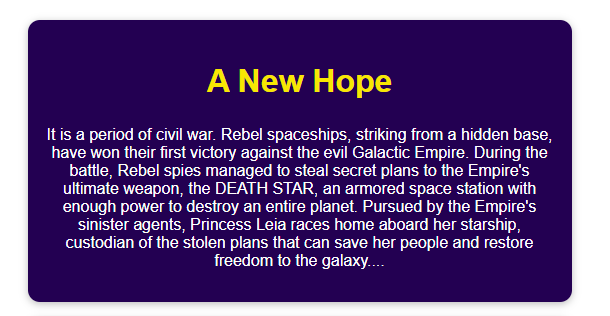 A New Hope
It is a period of civil war. Rebel spaceships, striking from a hidden base,
have won their first victory against the evil Galactic Empire. During the
battle, Rebel spies managed to steal secret plans to the Empire's
ultimate weapon, the DEATH STAR, an armored space station with
enough power to destroy an entire planet. Pursued by the Empire's
sinister agents, Princess Leia races home aboard her starship,
custodian of the stolen plans that can save her people and restore
freedom to the galaxy....